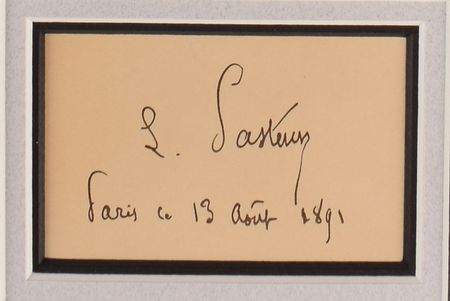 L. Pasteur
Paris ce 13 Août 1891